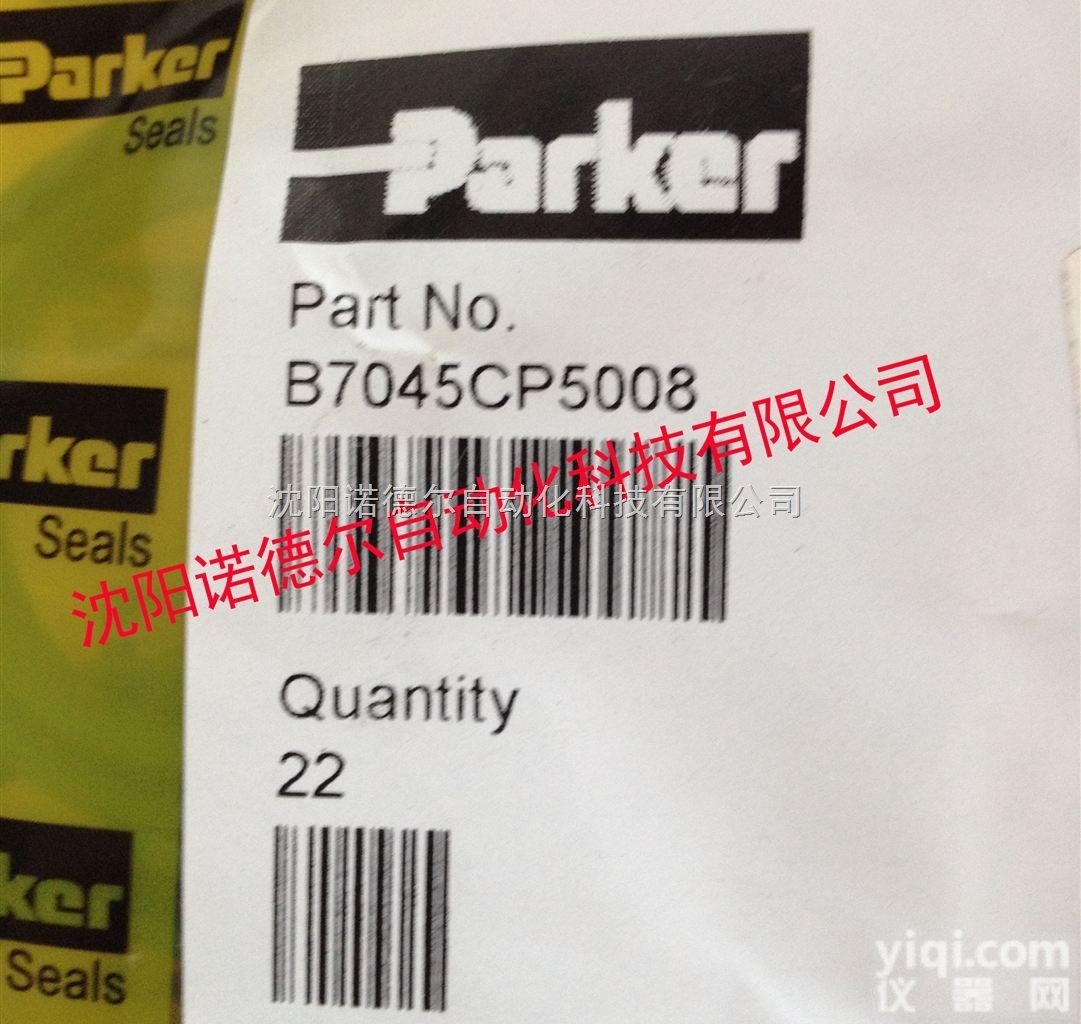 Parker
Seals
Parker
Part No.
B7045CP5008
沈阳诺德尔自动化科技有限公司
沈阳诺德尔自动化科技有限公司
rker
Seals
Quantity
22
ker
Seals
yiqi.com
仪器网